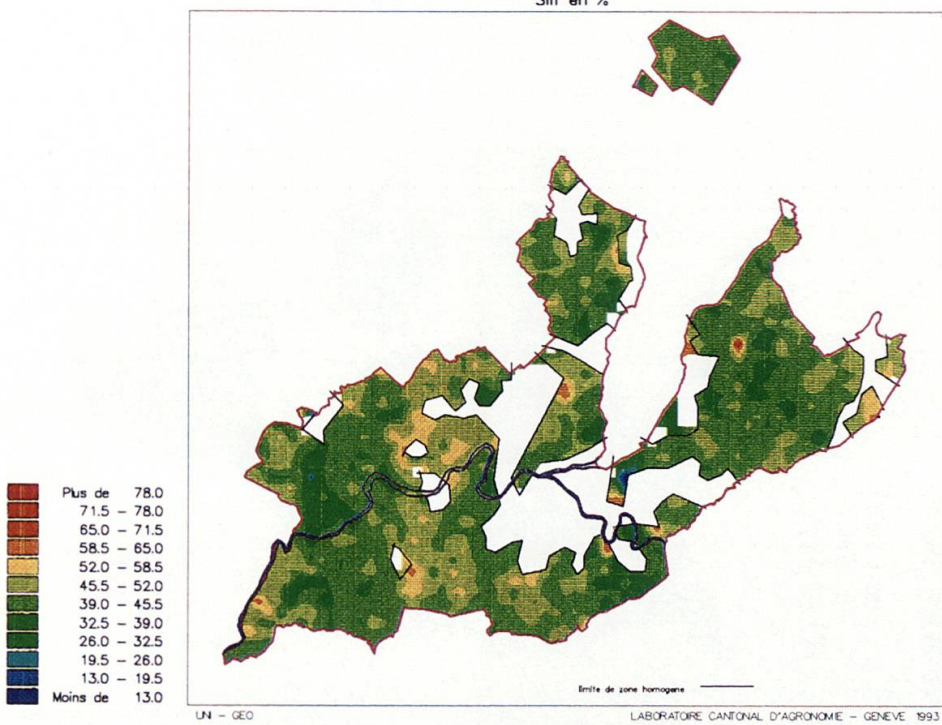 en %
Plus de 78.0
71.5 - 78.0
65.0 - 71.5
58.5 - 65.0
52.0 - 58.5
45.5 - 52.0
39.0 - 45.5
32.5 - 39.0
26.0 - 32.5
19.5 - 26.0
13.0 - 19.5
Moins de 13.0
limite de zone homogene
UNI - GEO
LABORATOIRE CANTONAL D'AGRONOMIE - GENEVE 1993